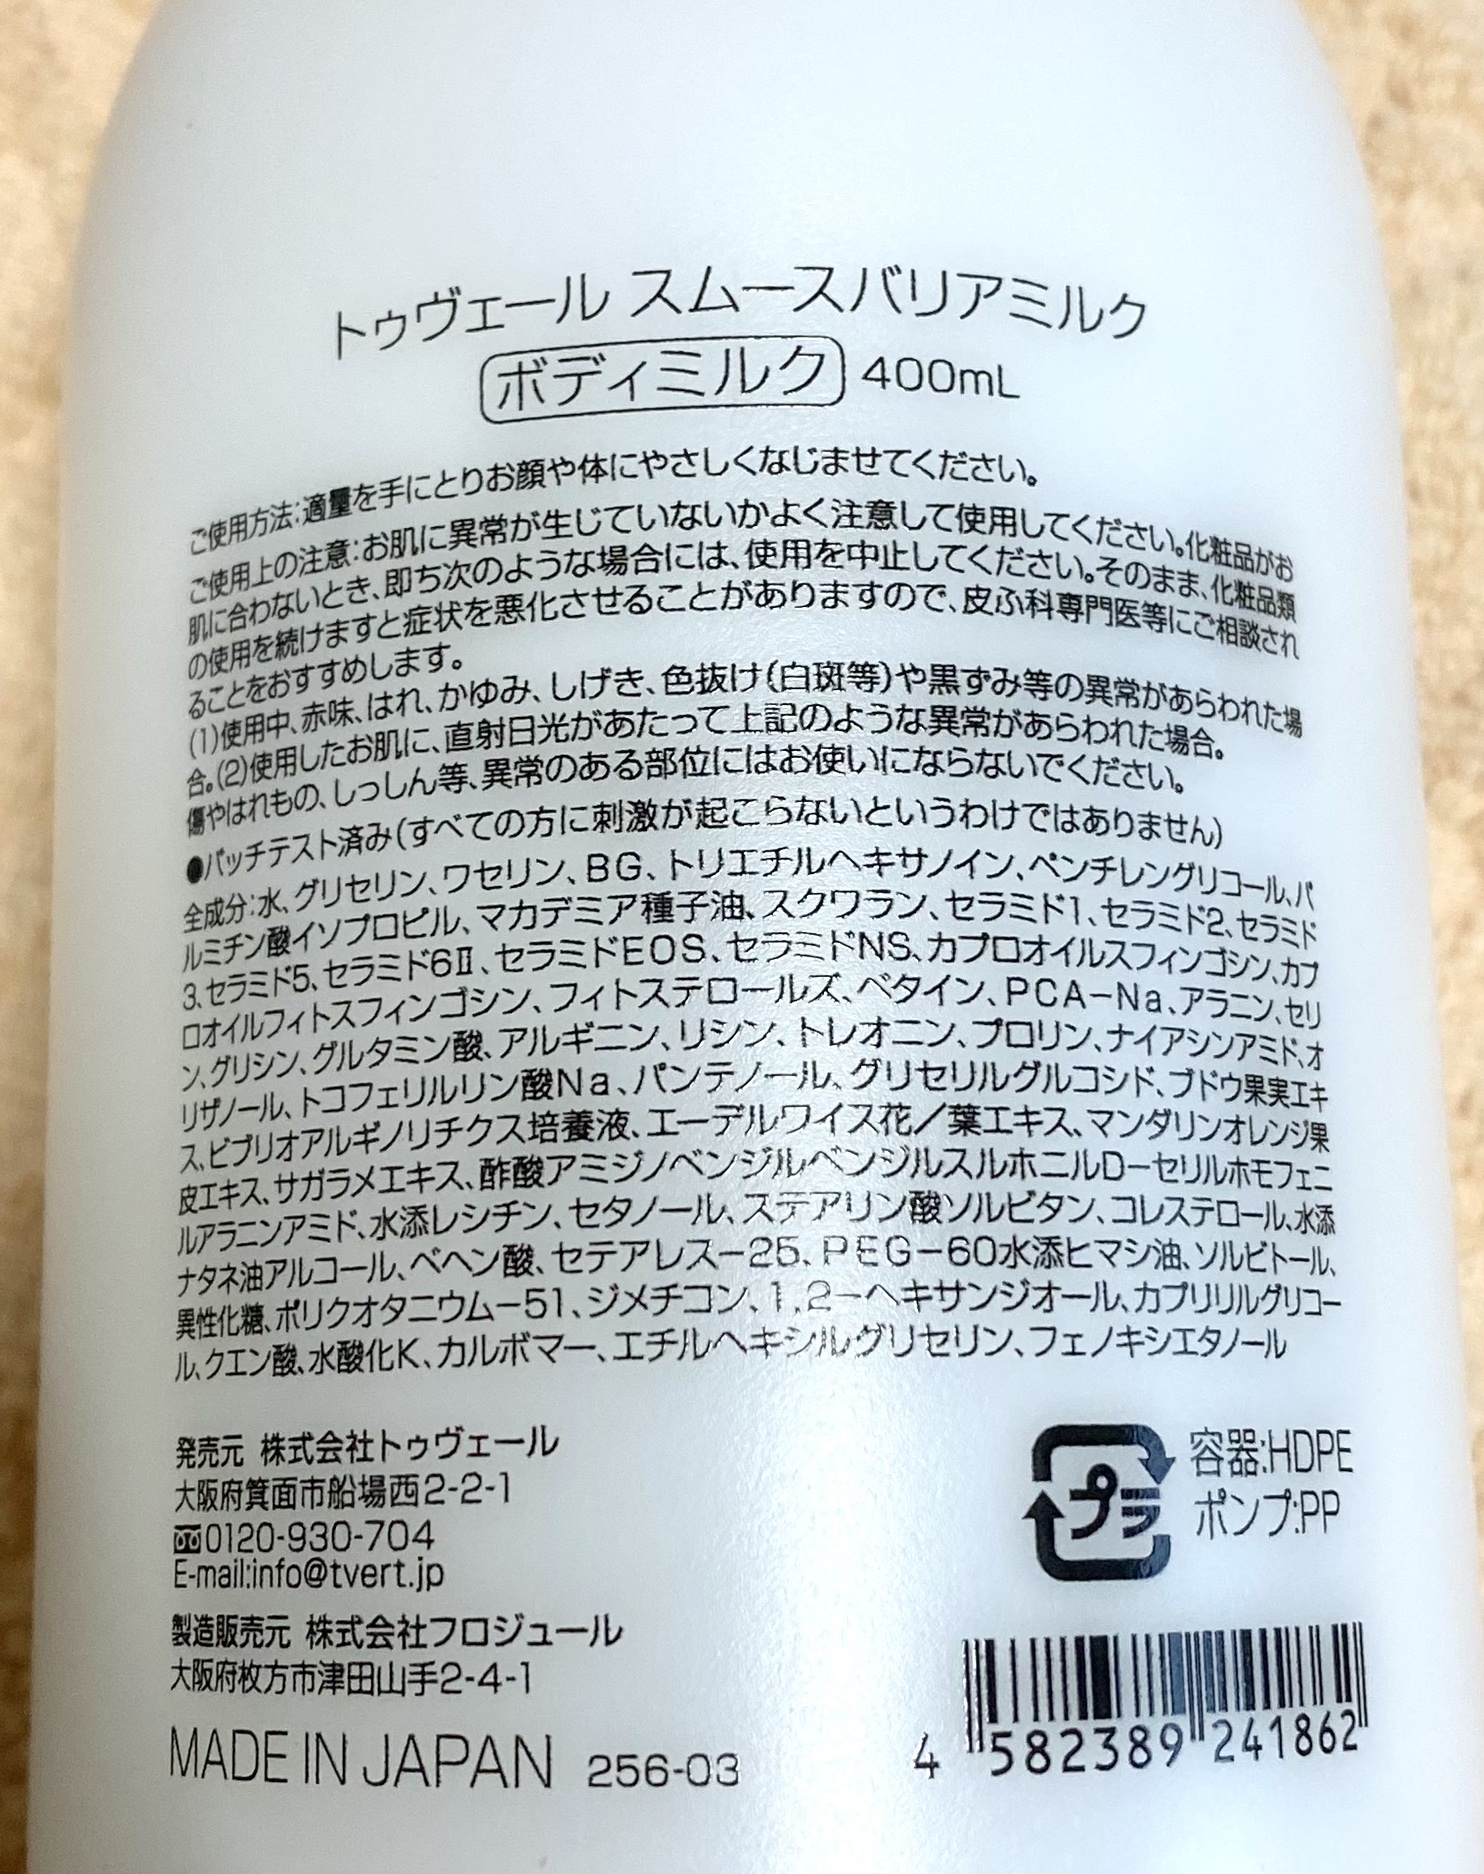 トゥヴェール スムースバリアミルク
ボディミルク 400mL
ご使用方法:適量を手にとりお顔や体にやさしくなじませてください。
ご使用上の注意:お肌に異常が生じていないかよく注意して使用してください。化粧品がお
肌に合わないとき、即ち次のような場合には、使用を中止してください。そのまま、化粧品類
の使用を続けますと症状を悪化させることがありますので、皮ふ科専門医等にご相談され
ることをおすすめします。
(1)使用中、赤味、はれ、かゆみ、しげき、色抜け(白斑等)や黒ずみ等の異常があらわれた場
合。(2)使用したお肌に、直射日光があたって上記のような異常があらわれた場合。
傷やはれもの、しっしん等、異常のある部位にはお使いにならないでください。
●パッチテスト済み(すべての方に刺激が起こらないというわけではありません)
全成分:水、グリセリン、ワセリン、BG、トリエチルヘキサノイン、ペンチレングリコール、パ
ルミチン酸イソプロピル、マカデミア種子油、スクワラン、セラミド1、セラミド2、セラミド
3、セラミド5、セラミド6Ⅱ、セラミドEOS、セラミドNS、カプロオイルスフィンゴシン、カプ
ロオイルフィトスフィンゴシン、フィトステロールズ、ベタイン、PCA-Na、アラニン、セリ
ン、グリシン、グルタミン酸、アルギニン、リシン、トレオニン、プロリン、ナイアシンアミド、オ
リザノール、トコフェリルリン酸Na、パンテノール、グリセリルグルコシド、ブドウ果実エキ
ス、ビブリオアルギノリチクス培養液、エーデルワイス花/葉エキス、マンダリンオレンジ果
皮エキス、サガラメエキス、酢酸アミジノベンジルベンジルスルホニルD-セリルホモフェニ
ルアラニンアミド、水添レシチン、セタノール、ステアリン酸ソルビタン、コレステロール、水添
ナタネ油アルコール、ベヘン酸、セテアレス-25、PEG-60水添ヒマシ油、ソルビトール、
異性化糖、ポリクオタニウム-51、ジメチコン、1,2-ヘキサンジオール、カプリリルグリコー
ル、クエン酸、水酸化K、カルボマー、エチルヘキシルグリセリン、フェノキシエタノール
発売元 株式会社トゥヴェール
大阪府箕面市船場西2-2-1
0120-930-704
E-mail:info@tvert.jp
製造販売元 株式会社フロジュール
大阪府枚方市津田山手2-4-1
MADE IN JAPAN 256-03
プラ
容器:HDPE
ポンプ:PP
4 582389 241862